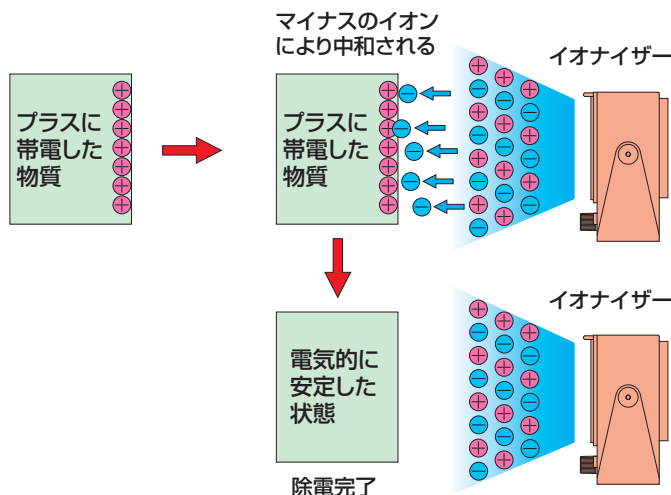 マイナスのイオン
により中和される
イオナイザー
プラスに
帯電した
物質
プラスに
帯電した
物質
イオナイザー
電気的に
安定した
状態
除電完了